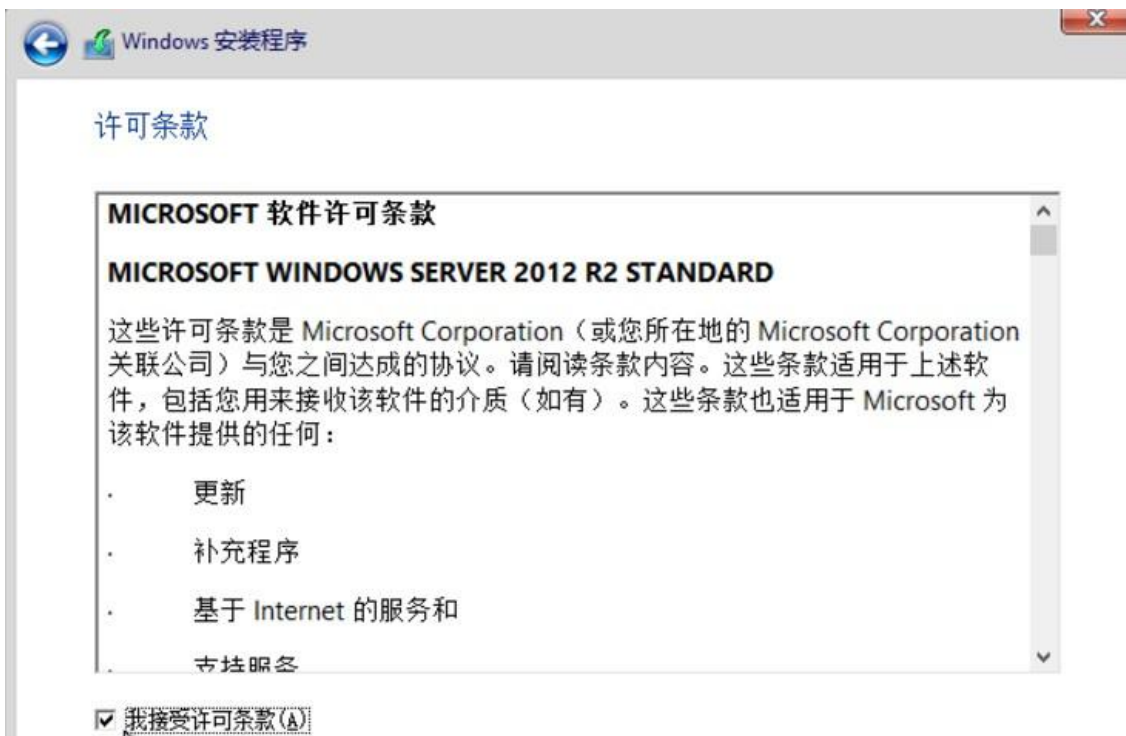 Windows 安装程序
许可条款
MICROSOFT 软件许可条款
MICROSOFT WINDOWS SERVER 2012 R2 STANDARD
这些许可条款是 Microsoft Corporation（或您所在地的 Microsoft Corporation
关联公司）与您之间达成的协议。请阅读条款内容。这些条款适用于上述软
件，包括您用来接收该软件的介质（如有）。这些条款也适用于 Microsoft 为
该软件提供的任何：
· 更新
· 补充程序
· 基于 Internet 的服务和
· 支持服务
我接受许可条款(A)